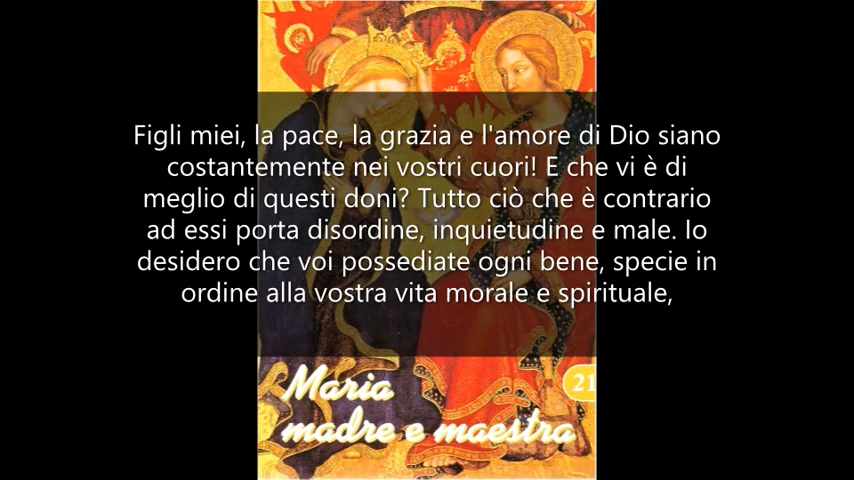 Figli miei, la pace, la grazia e l'amore di Dio siano
costantemente nei vostri cuori! E che vi è di
meglio di questi doni? Tutto ciò che è contrario
ad essi porta disordine, inquietudine e male. Io
desidero che voi possediate ogni bene, specie in
ordine alla vostra vita morale e spirituale,
Maria
21
madre e maestra